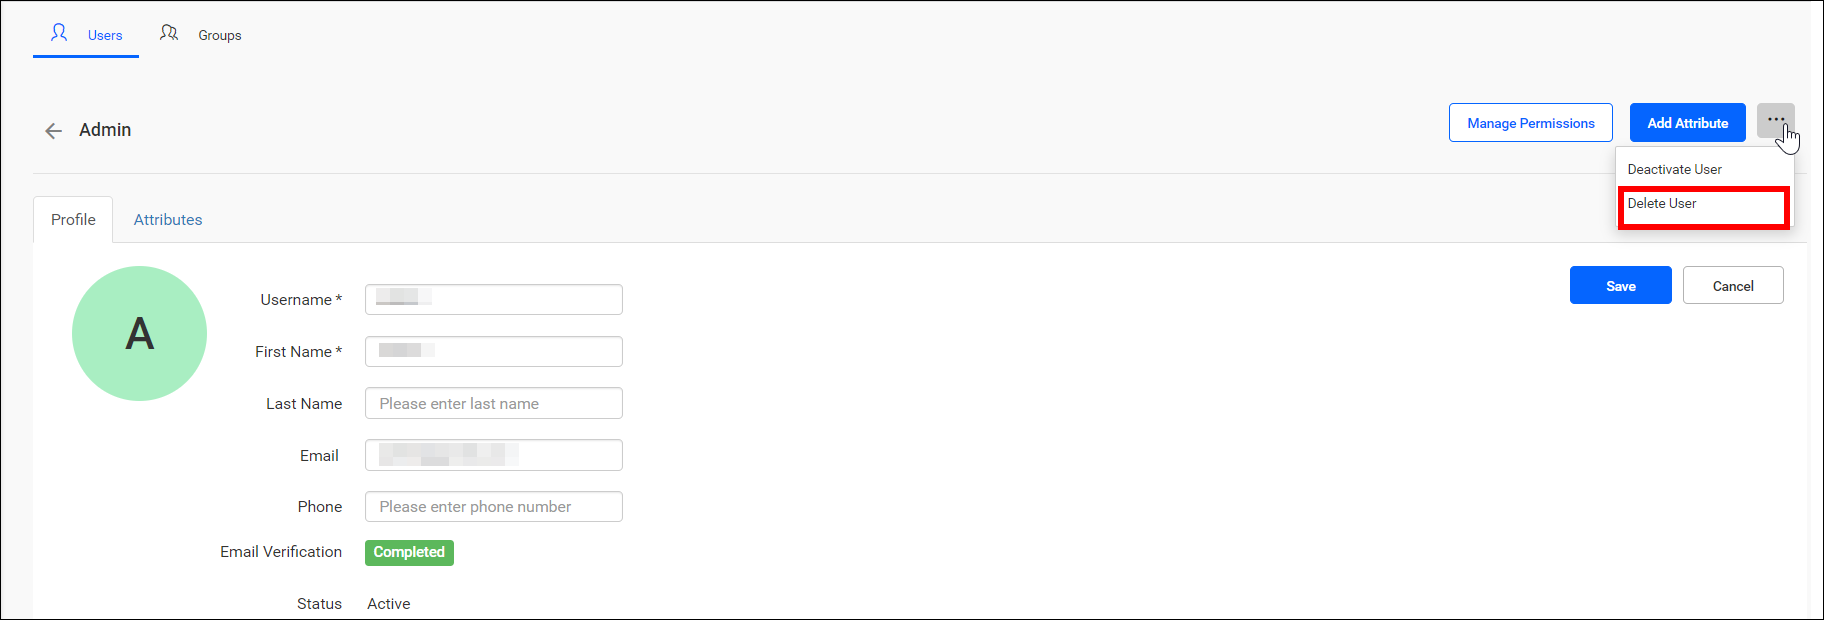 Users
Groups
Admin
Manage Permissions
Add Attribute
...
Deactivate User
Delete User
Profile
Attributes
A
Save
Cancel
Username *
First Name *
Last Name
Please enter last name
Email
Phone
Please enter phone number
Email Verification
Completed
Status
Active